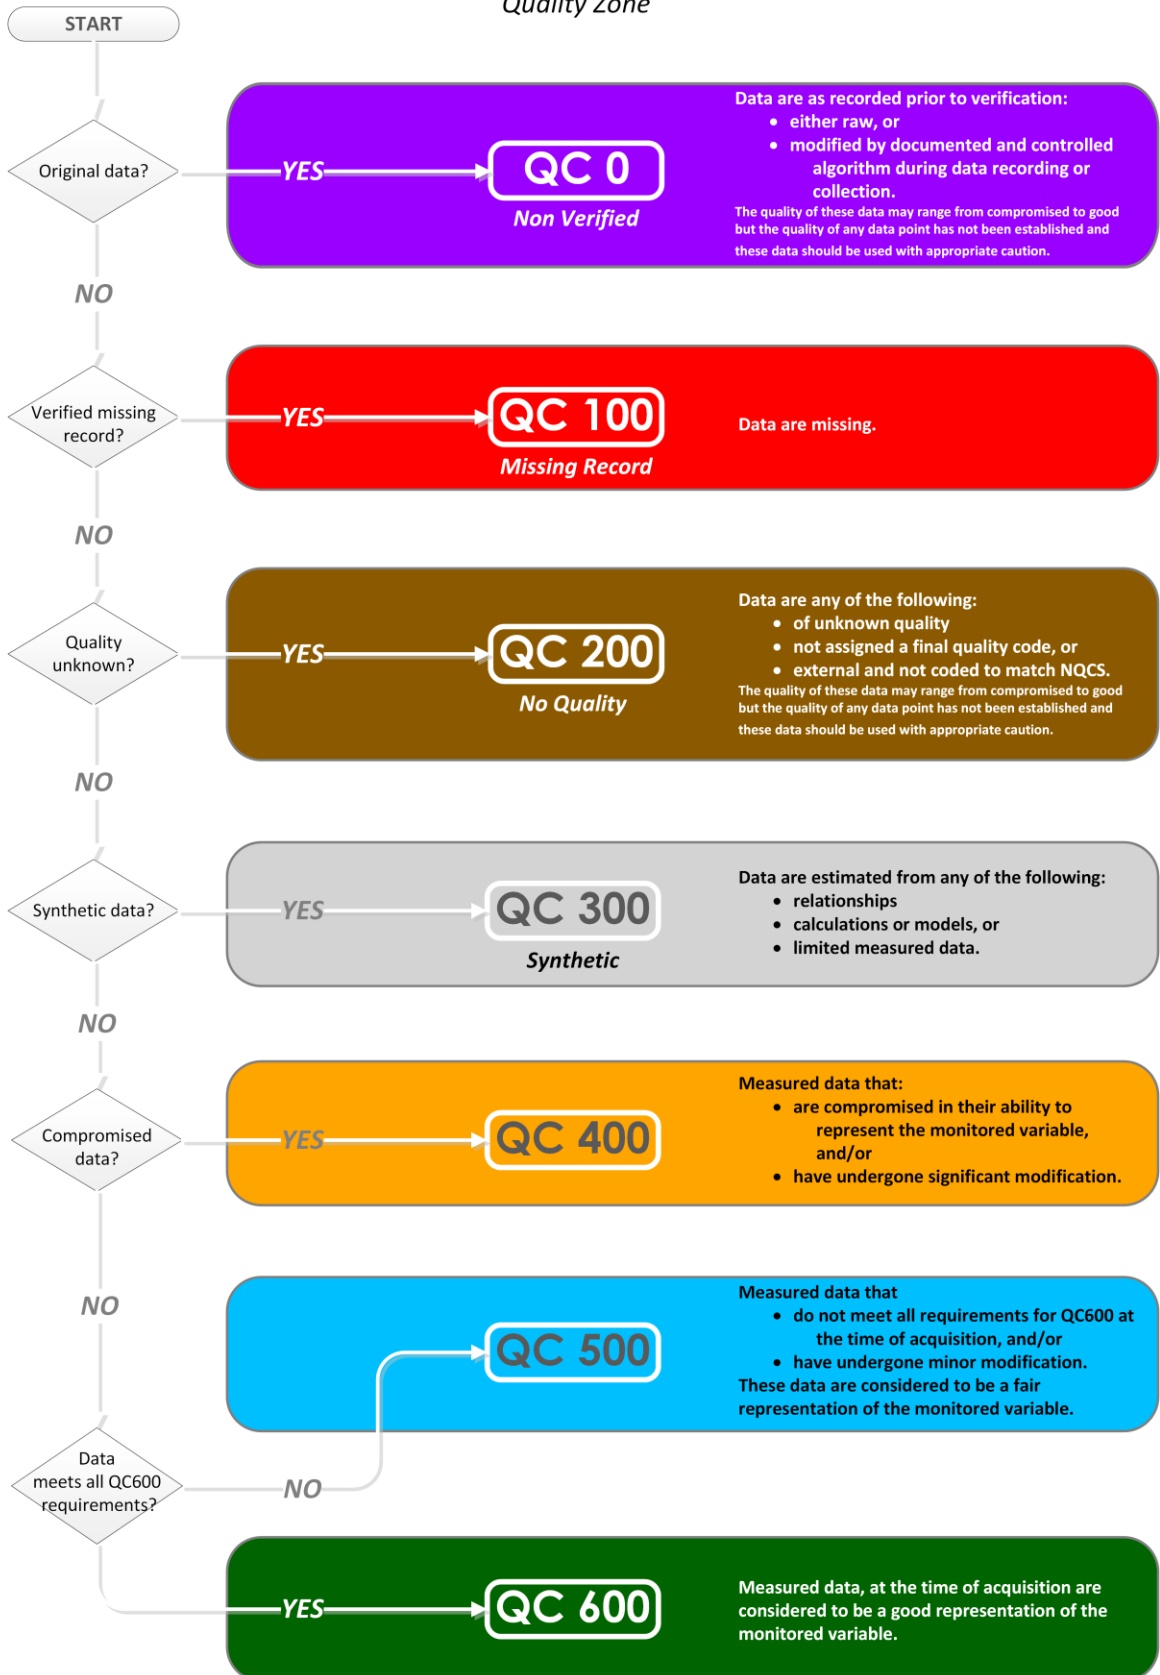 Quality Zone
START
Original data?
YES
QC 0
Non Verified
Data are as recorded prior to verification:
• either raw, or
• modified by documented and controlled
algorithm during data recording or
collection.
The quality of these data may range from compromised to good
but the quality of any data point has not been established and
these data should be used with appropriate caution.
NO
Verified missing
record?
YES
QC 100
Missing Record
Data are missing.
NO
Quality
unknown?
YES
QC 200
No Quality
Data are any of the following:
• of unknown quality
• not assigned a final quality code, or
• external and not coded to match NQCS.
The quality of these data may range from compromised to good
but the quality of any data point has not been established and
these data should be used with appropriate caution.
NO
Synthetic data?
YES
QC 300
Synthetic
Data are estimated from any of the following:
• relationships
• calculations or models, or
• limited measured data.
NO
Compromised
data?
YES
QC 400
Measured data that:
• are compromised in their ability to
represent the monitored variable,
and/or
• have undergone significant modification.
NO
QC 500
Measured data that
• do not meet all requirements for QC600 at
the time of acquisition, and/or
• have undergone minor modification.
These data are considered to be a fair
representation of the monitored variable.
Data
meets all QC600
requirements?
NO
YES
QC 600
Measured data, at the time of acquisition are
considered to be a good representation of the
monitored variable.